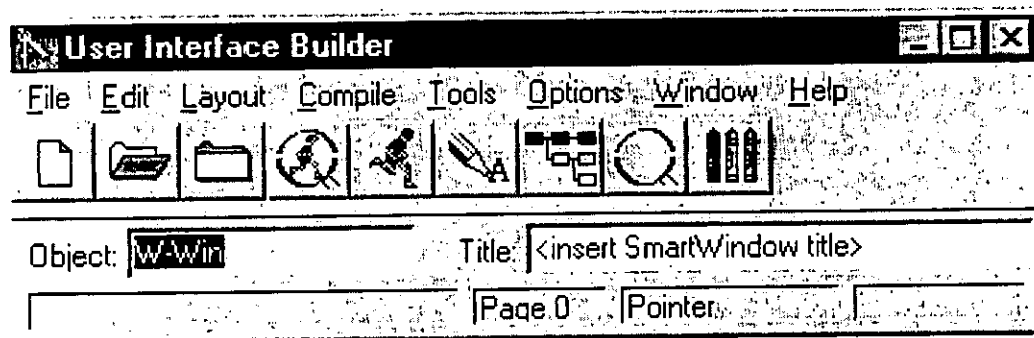 User Interface Builder
File Edit Layout Compile Tools Options Window Help
Object: W-Win Title: <insert SmartWindow title>
Page 0 Pointer